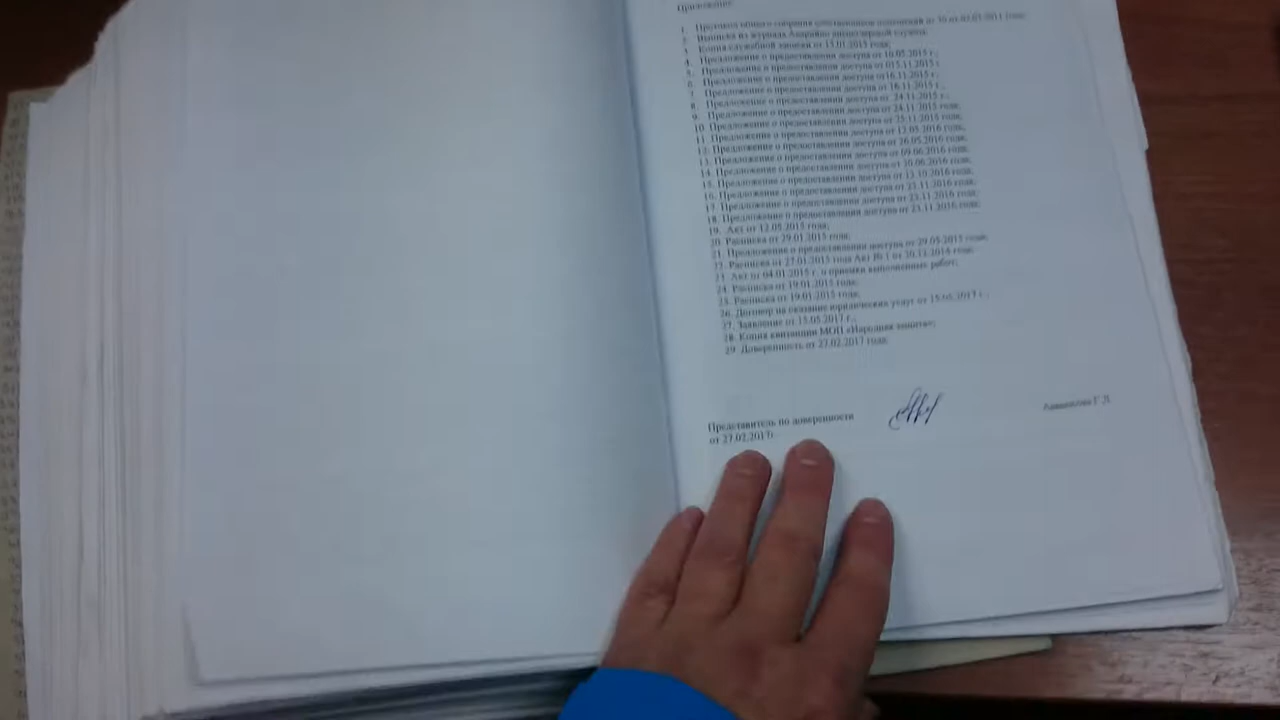 Приложение
1. Протокол общего собрания собственников помещений
2. Выписка из журнала Аварийно диспетчерской службы;
3. Копия служебной записки от 15.01.2015 года;
4. Предложение о предоставлении доступа от 10.05.2015 г.;
5. Предложение о предоставлении доступа от 015.11.2015 г
6. Предложение о предоставлении доступа от16.11.2015 г;
7. Предложение о предоставлении доступа от 16.11.2015 г.;
8. Предложение о предоставлении доступа от 24.11.2015 г.;
9. Предложение о предоставлении доступа от 24.11.2015 года;
10. Предложение о предоставлении доступа от 25.11.2015 года;
11. Предложение о предоставлении доступа от 12.05.2016 года;
12. Предложение о предоставлении доступа от 26.05.2016 года;
13. Предложение о предоставлении доступа от 09.06.2016 года;
14. Предложение о предоставлении доступа от 30.06.2016 года;
15. Предложение о предоставлении доступа от 13.10.2016 года;
16. Предложение о предоставлении доступа от 23.11.2016 года;
17. Предложение о предоставлении доступа от 23.11.2016 года;
18. Предложение о предоставлении доступа от 23.11.2016 года;
19. Акт от 12.05.2015 года;
20. Расписка от 29.01.2015 года;
21. Предложение о предоставлении доступа от 29.05.2015 года;
22. Расписка от 27.01.2015 года Акт № 1 от 30.12.2016 года;
23. Акт от 04.01.2015 г. о приемки выполненных работ;
24. Расписка от 19.01.2015 года;
25. Расписка от 19.01.2015 года;
26. Договор на оказание юридических услуг от 15.05.2017 г.;
27. Заявление от 15.05.2017 г.;
28. Копия квитанции МОП «Народная защита»;
29. Доверенность от 27.02.2017 года;
Представитель по доверенности
от 27.02.2017г